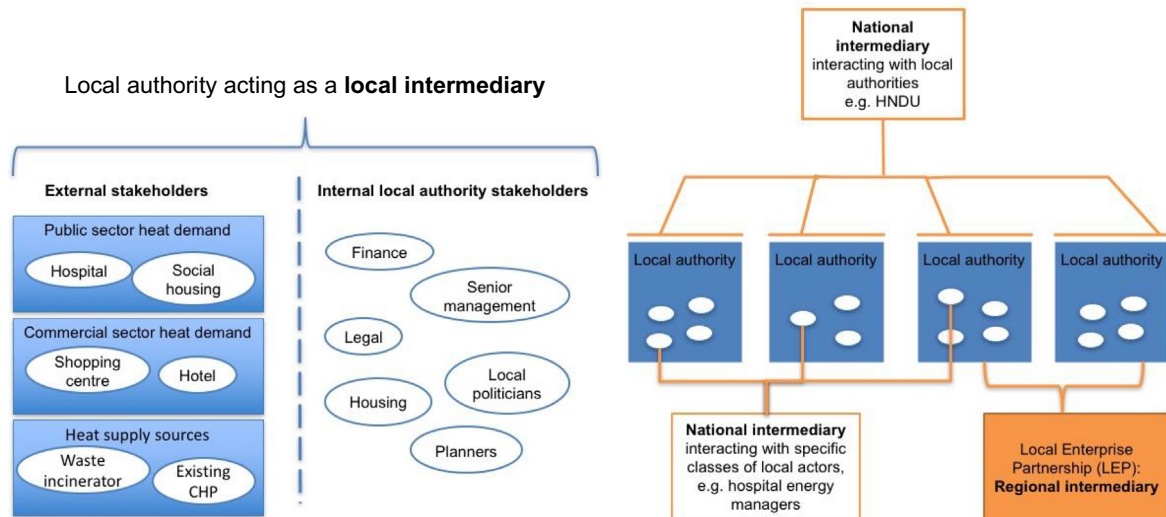 Local authority acting as a local intermediary
External stakeholders
Public sector heat demand
Hospital
Social
housing
Commercial sector heat demand
Shopping
centre
Hotel
Heat supply sources
Waste
incinerator
Existing
CHP
Internal local authority stakeholders
Finance
Senior
management
Legal
Local
politicians
Housing
Planners
National
intermediary
interacting with local
authorities
e.g. HNDU
Local authority
Local authority
Local authority
Local authority
National intermediary
interacting with specific
classes of local actors,
e.g. hospital energy
managers
Local Enterprise
Partnership (LEP):
Regional intermediary